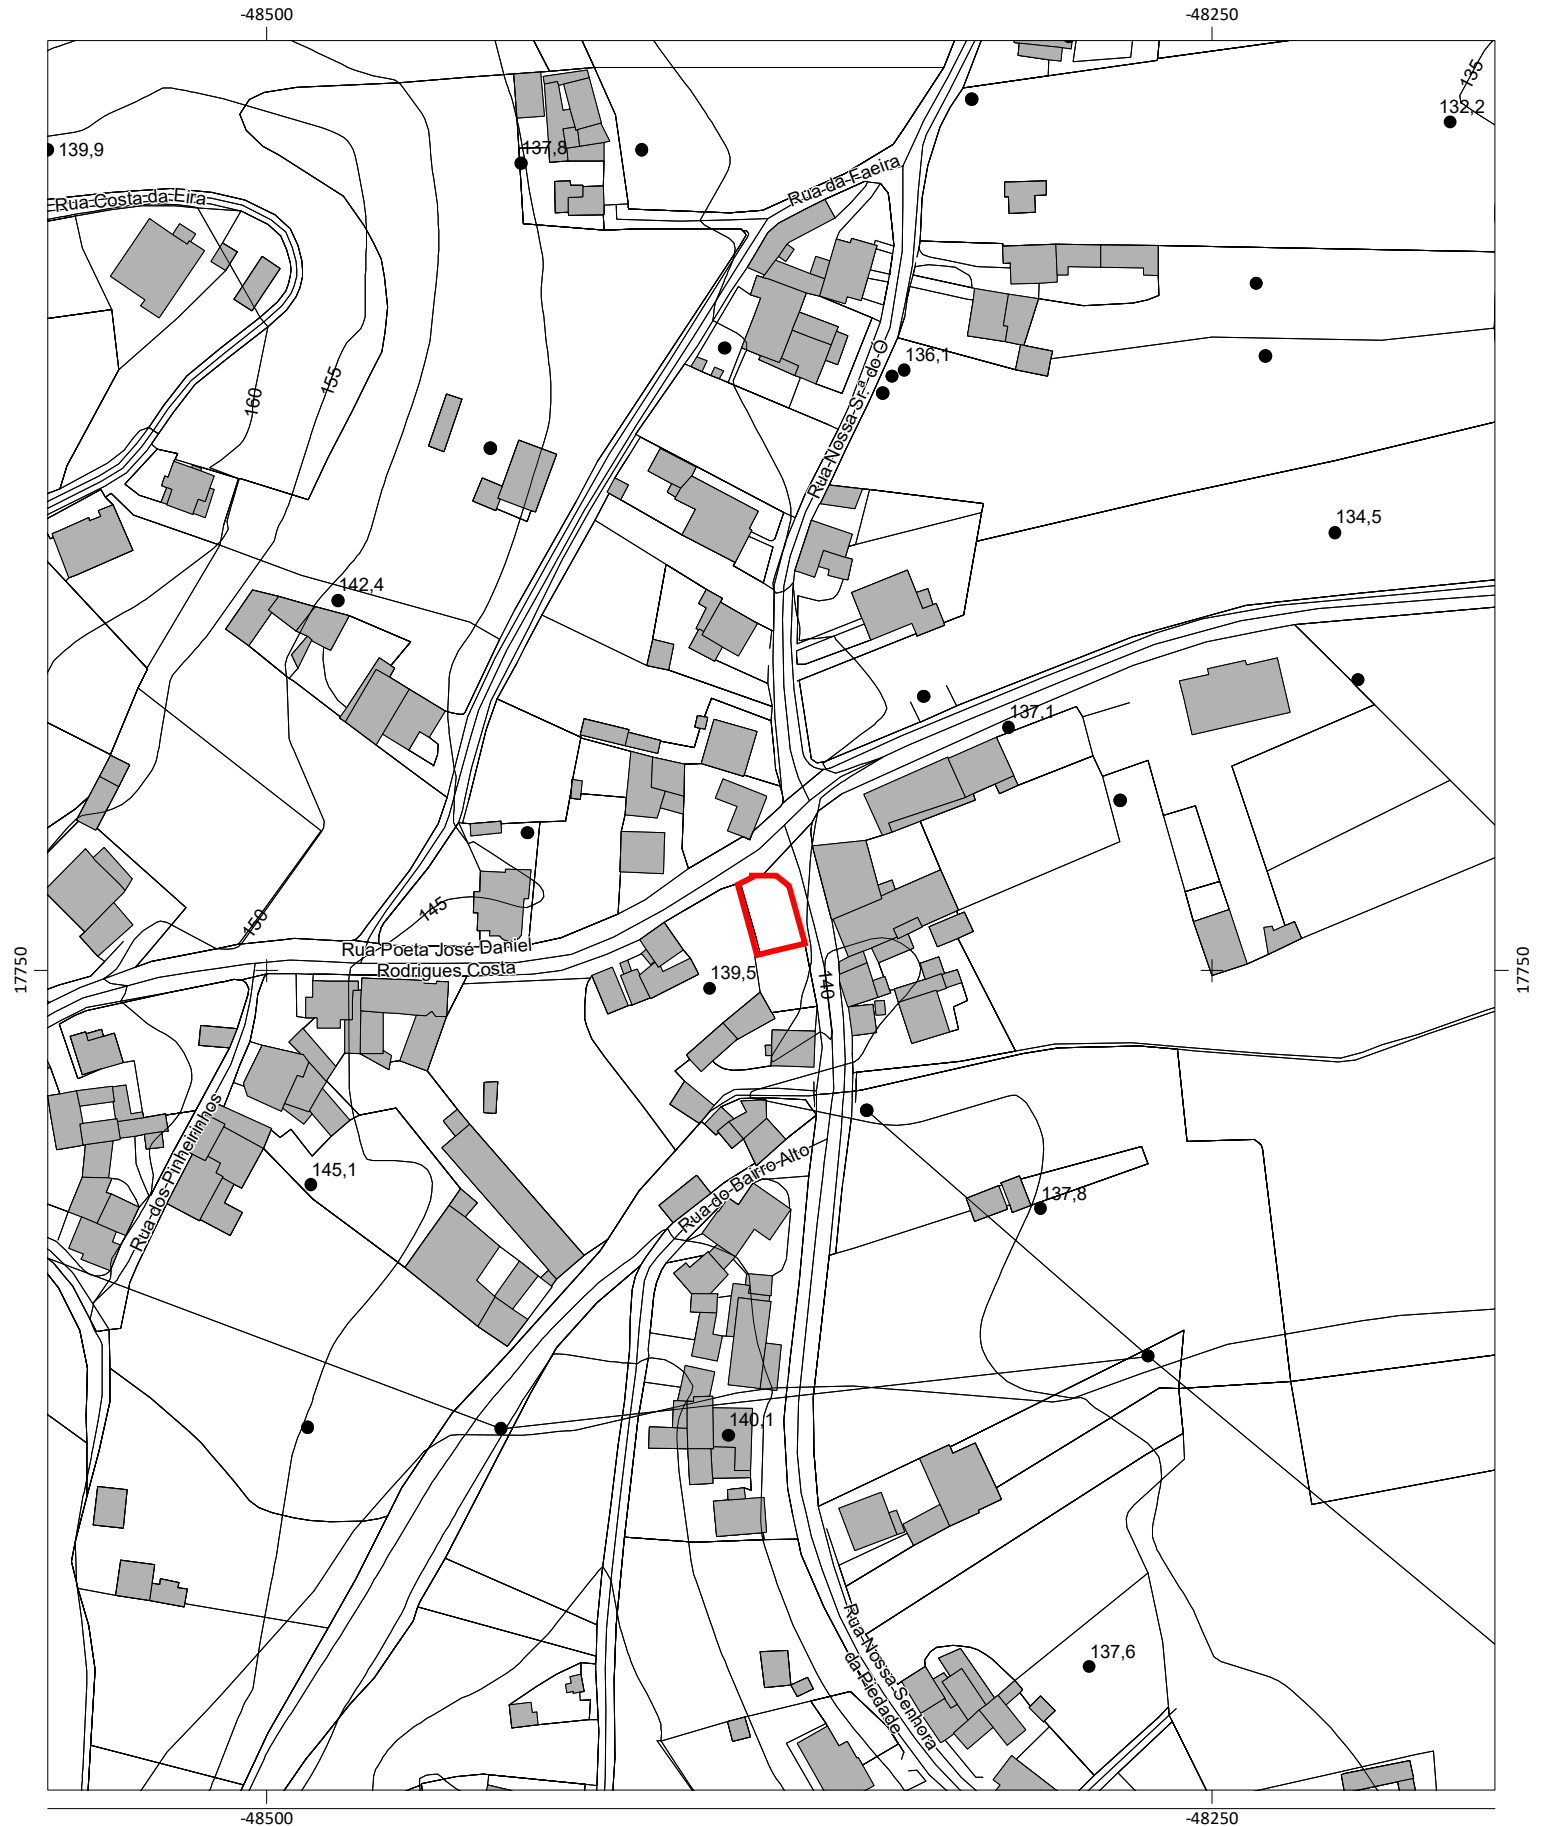 -48500
-48250
135
132,2
139,9
137,8
Rua da Faeira
Rua Costa da Eira
136,1
155
160
Rua Nossa Sr.ª do O
134,5
142,4
137,1
145
150
Rua Poeta José Daniel
Rodrigues Costa
17750
17750
139,5
140
Rua dos Pinheirinhos
145,1
Rua do Bairro Alto
137,8
140,1
Rua Nossa Senhora
da Piedade
137,6
-48500
-48250